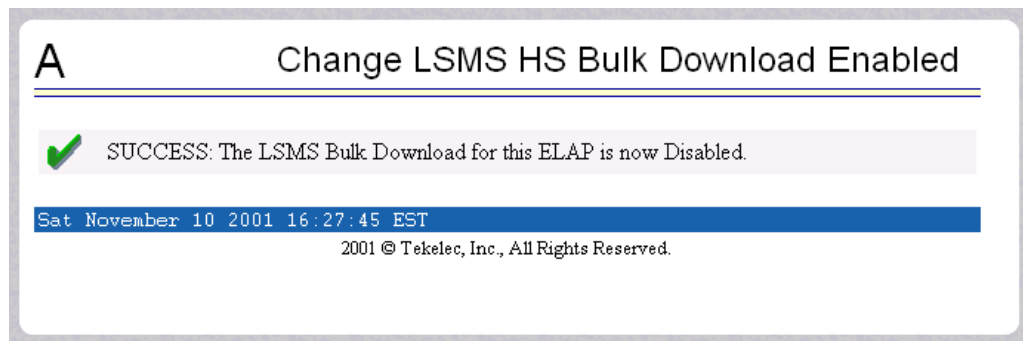 A
Change LSMS HS Bulk Download Enabled
SUCCESS: The LSMS Bulk Download for this ELAP is now Disabled.
Sat November 10 2001 16:27:45 EST
2001 © Tekelec, Inc., All Rights Reserved.